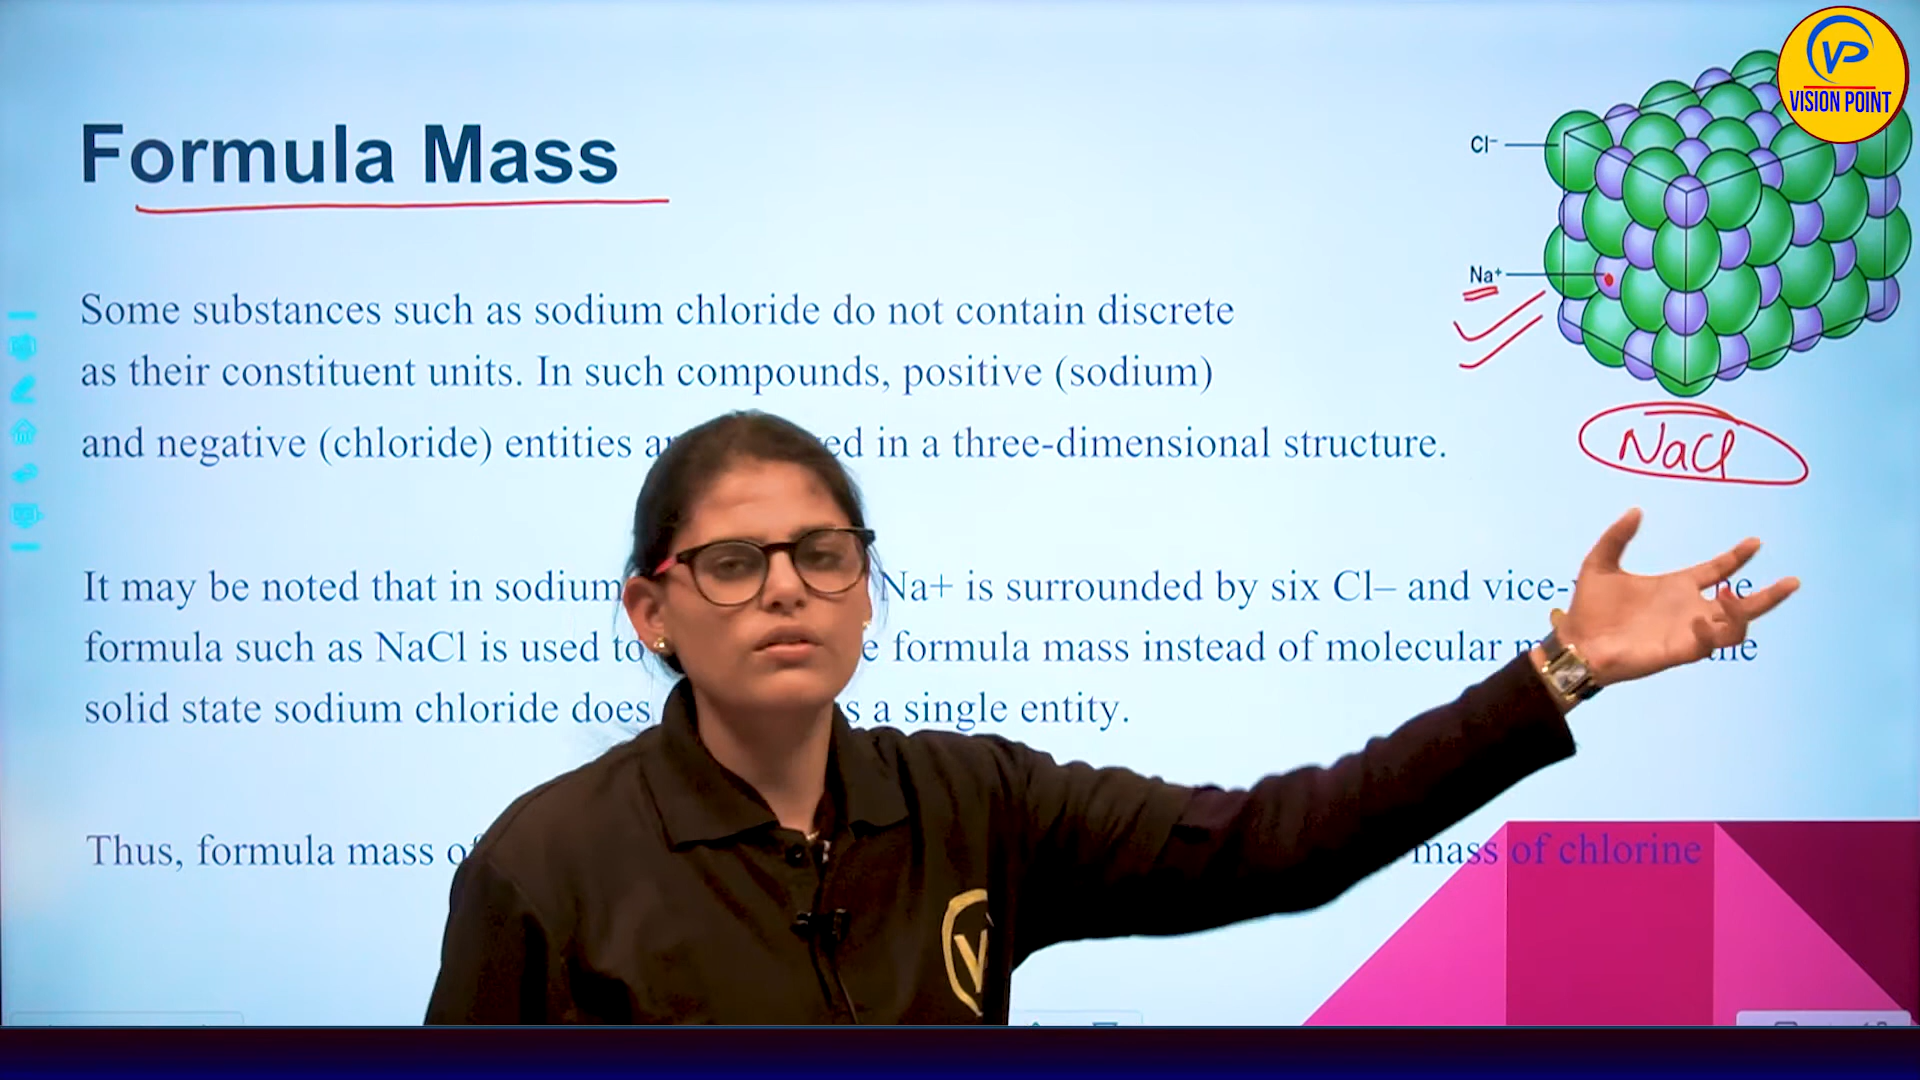 VP
VISION POINT
Formula Mass
Cl⁻
Na⁺
Some substances such as sodium chloride do not contain discrete
as their constituent units. In such compounds, positive (sodium)
and negative (chloride) entities in a three-dimensional structure.
NaCl
It may be noted that in sodium Na+ is surrounded by six Cl– and
formula such as NaCl is used to formula mass instead of molecular
solid state sodium chloride does a single entity.
Thus, formula mass mass of chlorine
V